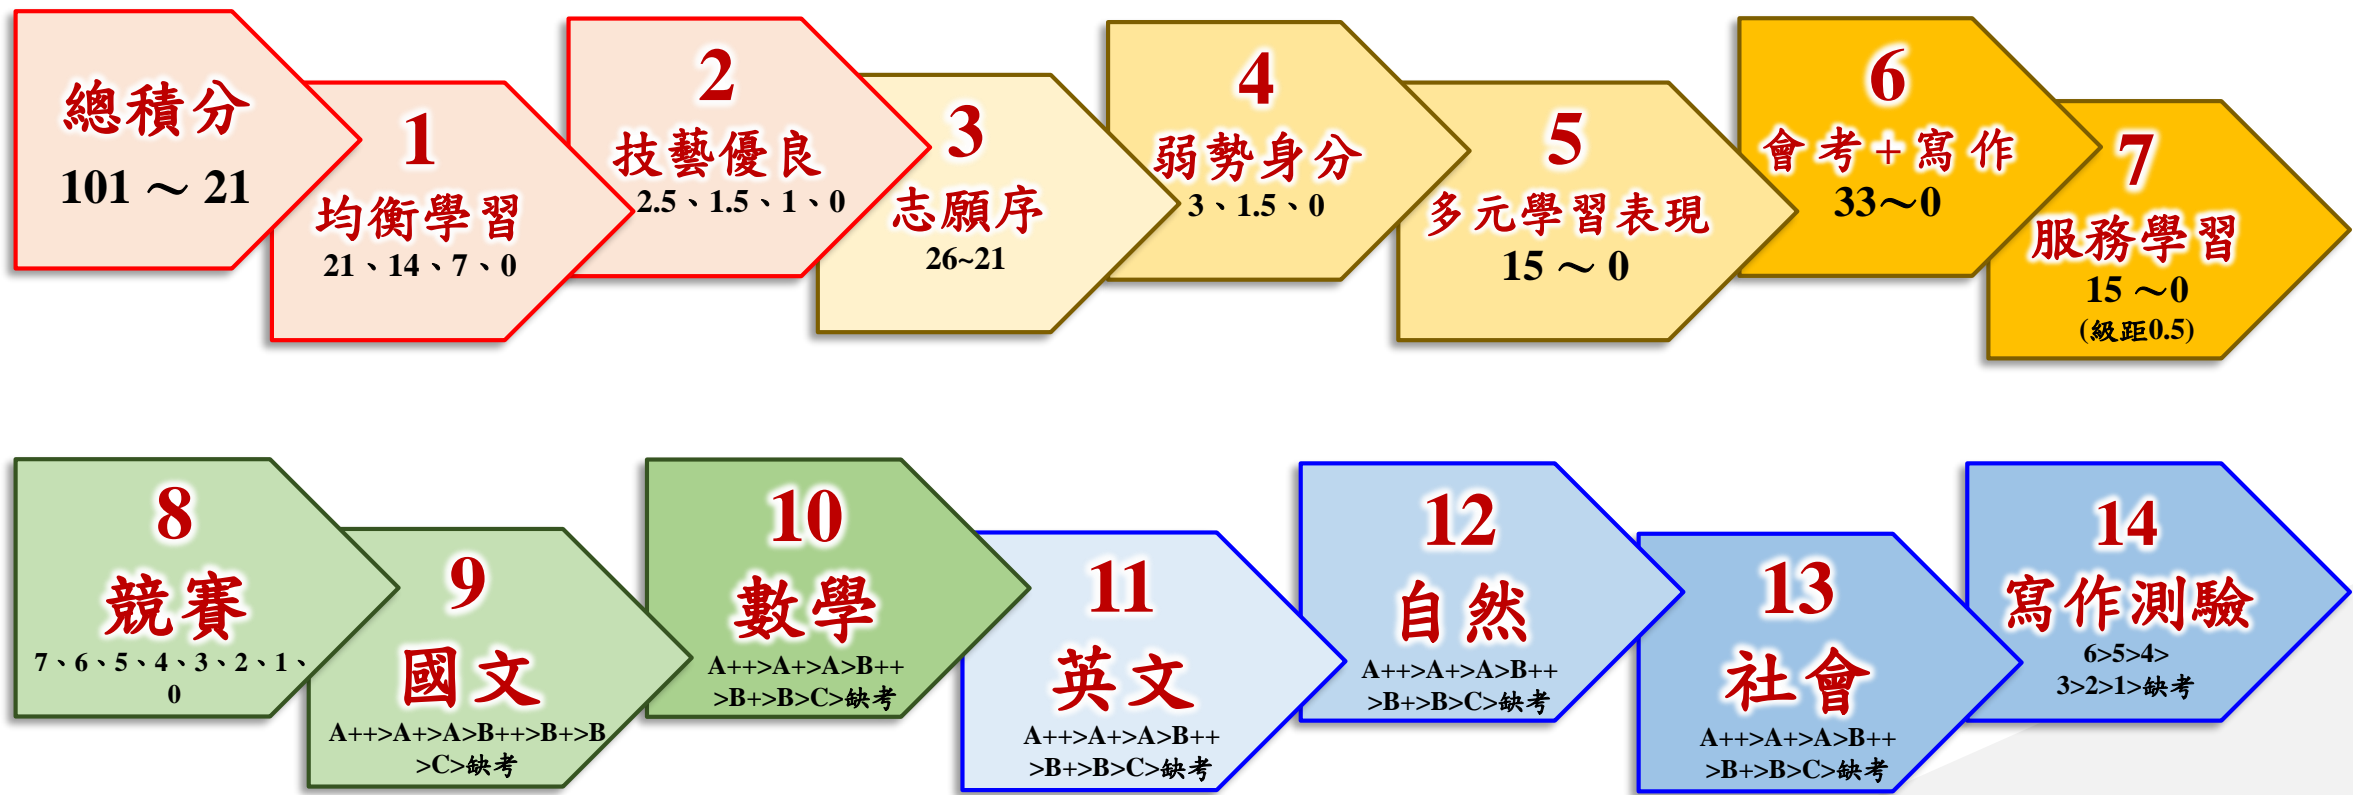 總積分
101 ～ 21
1
均衡學習
21、14、7、0
2
技藝優良
2.5、1.5、1、0
3
志願序
26~21
4
弱勢身分
3、1.5、0
5
多元學習表現
15 ～ 0
6
會考+寫作
33～0
7
服務學習
15 ～0
(級距0.5)
8
競賽
7、6、5、4、3、2、1、
0
9
國文
A++>A+>A>B++>B+>B
>C>缺考
10
數學
A++>A+>A>B++
>B+>B>C>缺考
11
英文
A++>A+>A>B++
>B+>B>C>缺考
12
自然
A++>A+>A>B++
>B+>B>C>缺考
13
社會
A++>A+>A>B++
>B+>B>C>缺考
14
寫作測驗
6>5>4>
3>2>1>缺考